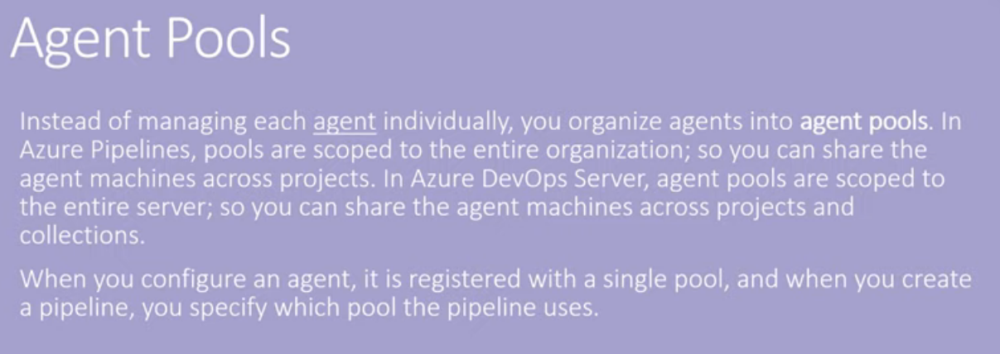 Agent Pools
Instead of managing each agent individually, you organize agents into agent pools. In
Azure Pipelines, pools are scoped to the entire organization; so you can share the
agent machines across projects. In Azure DevOps Server, agent pools are scoped to
the entire server; so you can share the agent machines across projects and
collections.
When you configure an agent, it is registered with a single pool, and when you create
a pipeline, you specify which pool the pipeline uses.